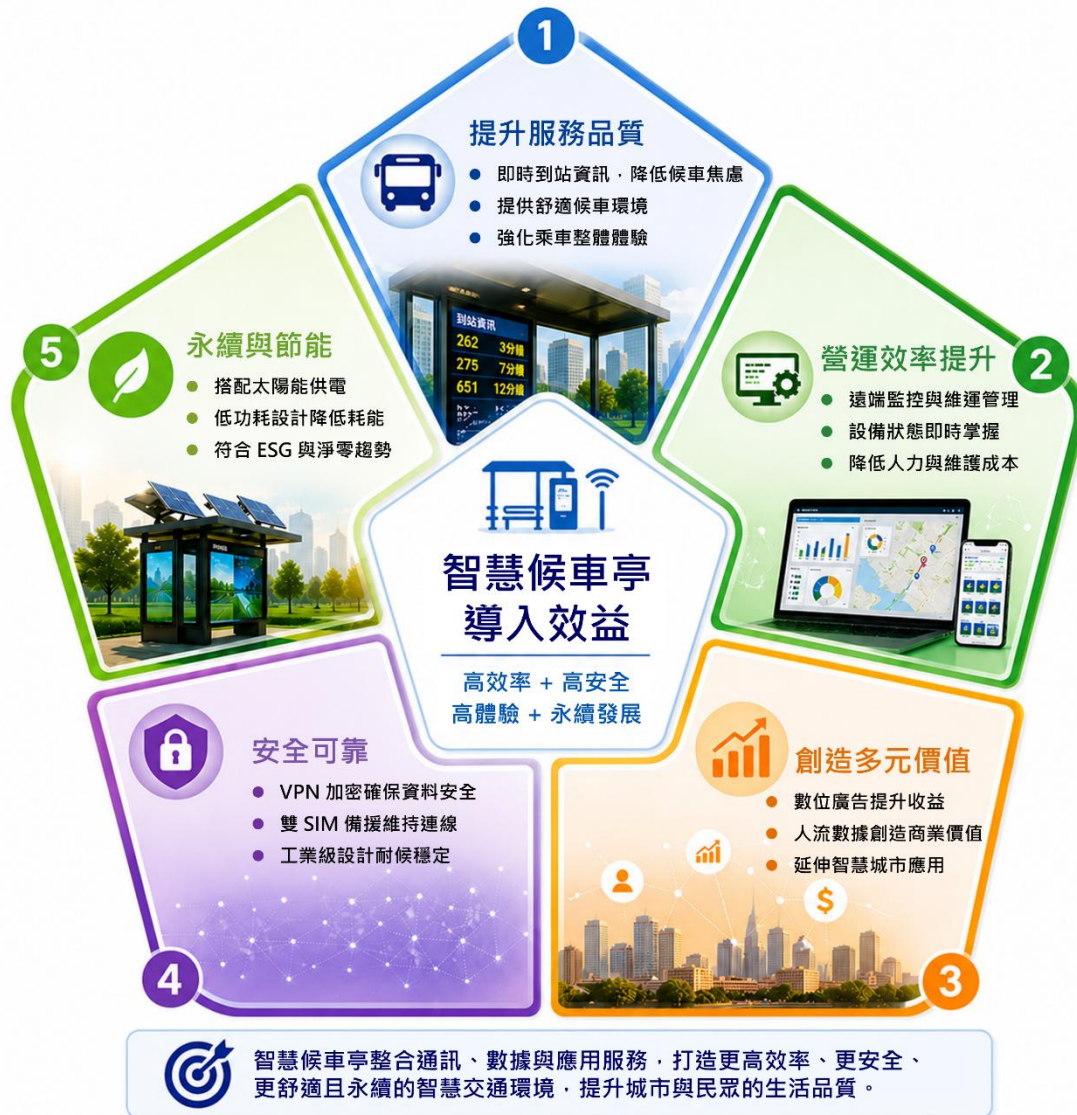 1
提升服務品質
即時到站資訊，降低候車焦慮
提供舒適候車環境
強化乘車整體體驗
到站資訊
262 3分鐘
275 7分鐘
651 12分鐘
2
營運效率提升
遠端監控與維運管理
設備狀態即時掌握
降低人力與維護成本
5
永續與節能
搭配太陽能供電
低功耗設計降低耗能
符合 ESG 與淨零趨勢
智慧候車亭
導入效益
高效率 + 高安全
高體驗 + 永續發展
4
安全可靠
VPN 加密確保資料安全
雙 SIM 備援維持連線
工業級設計耐候穩定
3
創造多元價值
數位廣告提升收益
人流數據創造商業價值
延伸智慧城市應用
$
智慧候車亭整合通訊、數據與應用服務，打造更高效率、更安全、
更舒適且永續的智慧交通環境，提升城市與民眾的生活品質。